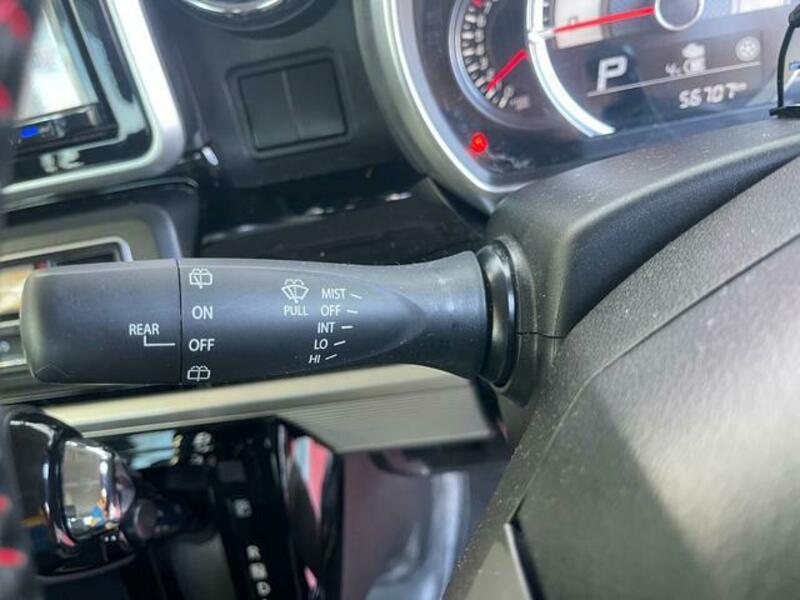 P
56707
MIST
PULL OFF
ON INT
REAR OFF LO
HI
R
N
D